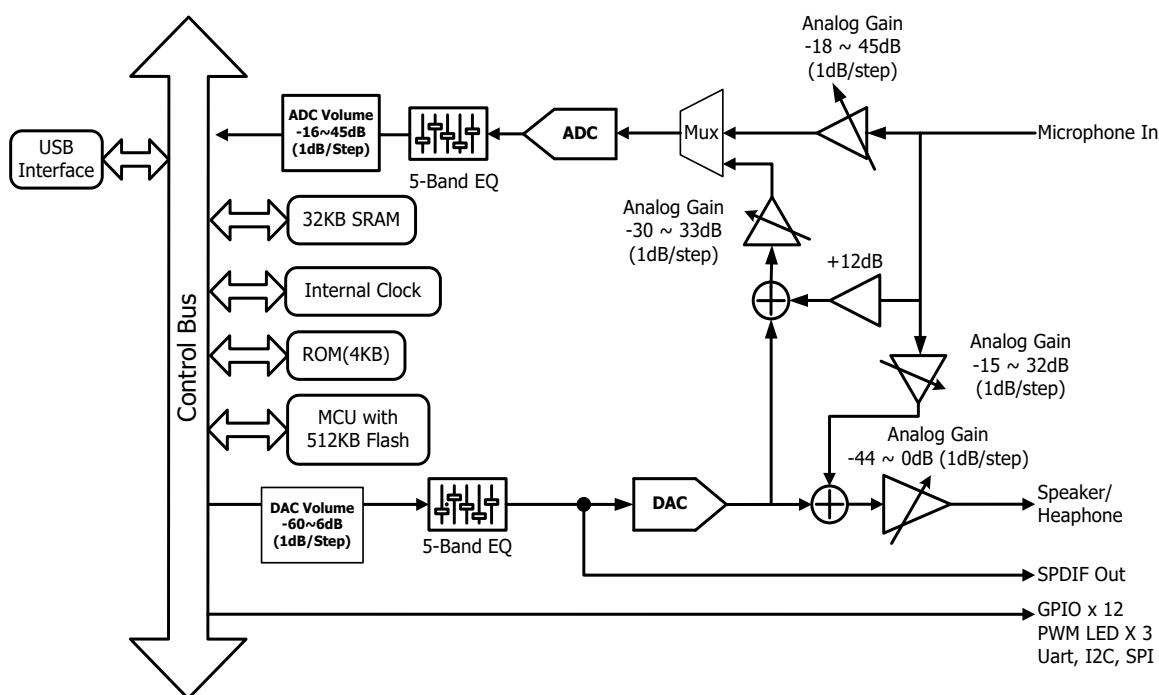 Analog Gain
-18 ~ 45dB
(1dB/step)
ADC Volume
-16~45dB
(1dB/Step)
5-Band EQ
ADC
Mux
Microphone In
USB
Interface
32KB SRAM
Analog Gain
-30 ~ 33dB
(1dB/step)
+12dB
Internal Clock
ROM(4KB)
Analog Gain
-15 ~ 32dB
(1dB/step)
MCU with
512KB Flash
Control Bus
Analog Gain
-44 ~ 0dB (1dB/step)
DAC Volume
-60~6dB
(1dB/Step)
5-Band EQ
DAC
Speaker/
Heaphone
SPDIF Out
GPIO x 12
PWM LED X 3
Uart, I2C, SPI